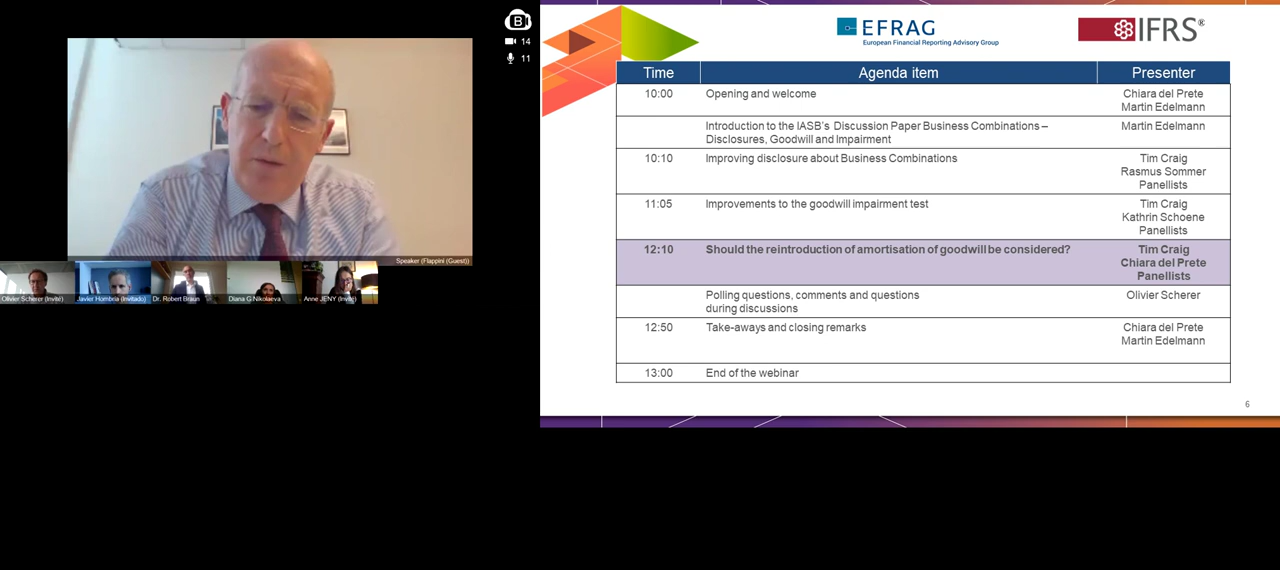 B
14
11
Speaker (Flappini (Guest))
Olivier Scherer (Invité)
Javier Hombria (Invitado)
Dr. Robert Braun
Diana G Nikolaeva
Anne JENY (Invité)
EFRAG
European Financial Reporting Advisory Group
IFRS®
Time Agenda item Presenter
10:00 Opening and welcome Chiara del Prete
Martin Edelmann
Introduction to the IASB's Discussion Paper Business Combinations – Martin Edelmann
Disclosures, Goodwill and Impairment
10:10 Improving disclosure about Business Combinations Tim Craig
Rasmus Sommer
Panellists
11:05 Improvements to the goodwill impairment test Tim Craig
Kathrin Schoene
Panellists
12:10 Should the reintroduction of amortisation of goodwill be considered? Tim Craig
Chiara del Prete
Panellists
Polling questions, comments and questions Olivier Scherer
during discussions
12:50 Take-aways and closing remarks Chiara del Prete
Martin Edelmann
13:00 End of the webinar
6